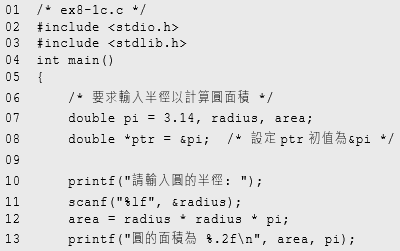 01 /* ex8-1c.c */
02 #include <stdio.h>
03 #include <stdlib.h>
04 int main()
05 {
06     /* 要求輸入半徑以計算圓面積 */
07     double pi = 3.14, radius, area;
08     double *ptr = &pi;  /* 設定 ptr 初值為&pi */
09
10     printf("請輸入圓的半徑: ");
11     scanf("%lf", &radius);
12     area = radius * radius * pi;
13     printf("圓的面積為 %.2f\n", area, pi);